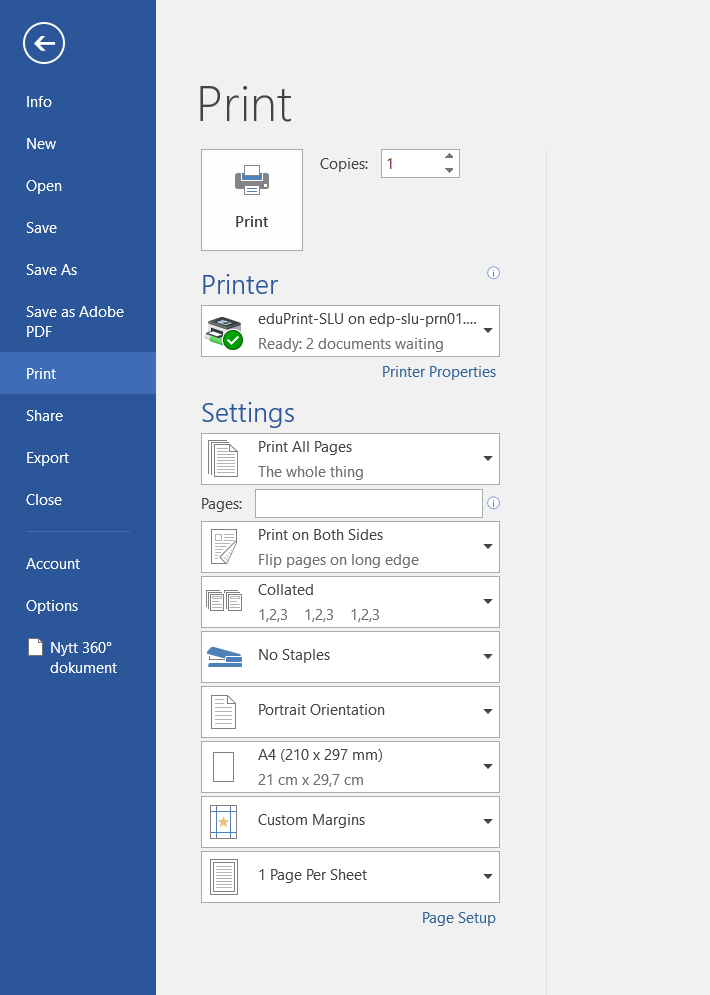 Info
New
Open
Save
Save As
Save as Adobe
PDF
Print
Share
Export
Close
Account
Options
Nytt 360°
dokument
Print
Print
Copies:
1
Printer
eduPrint-SLU on edp-slu-prn01....
Ready: 2 documents waiting
Printer Properties
Settings
Print All Pages
The whole thing
Pages:
Print on Both Sides
Flip pages on long edge
Collated
1,2,3 1,2,3 1,2,3
No Staples
Portrait Orientation
A4 (210 x 297 mm)
21 cm x 29,7 cm
Custom Margins
1 Page Per Sheet
Page Setup